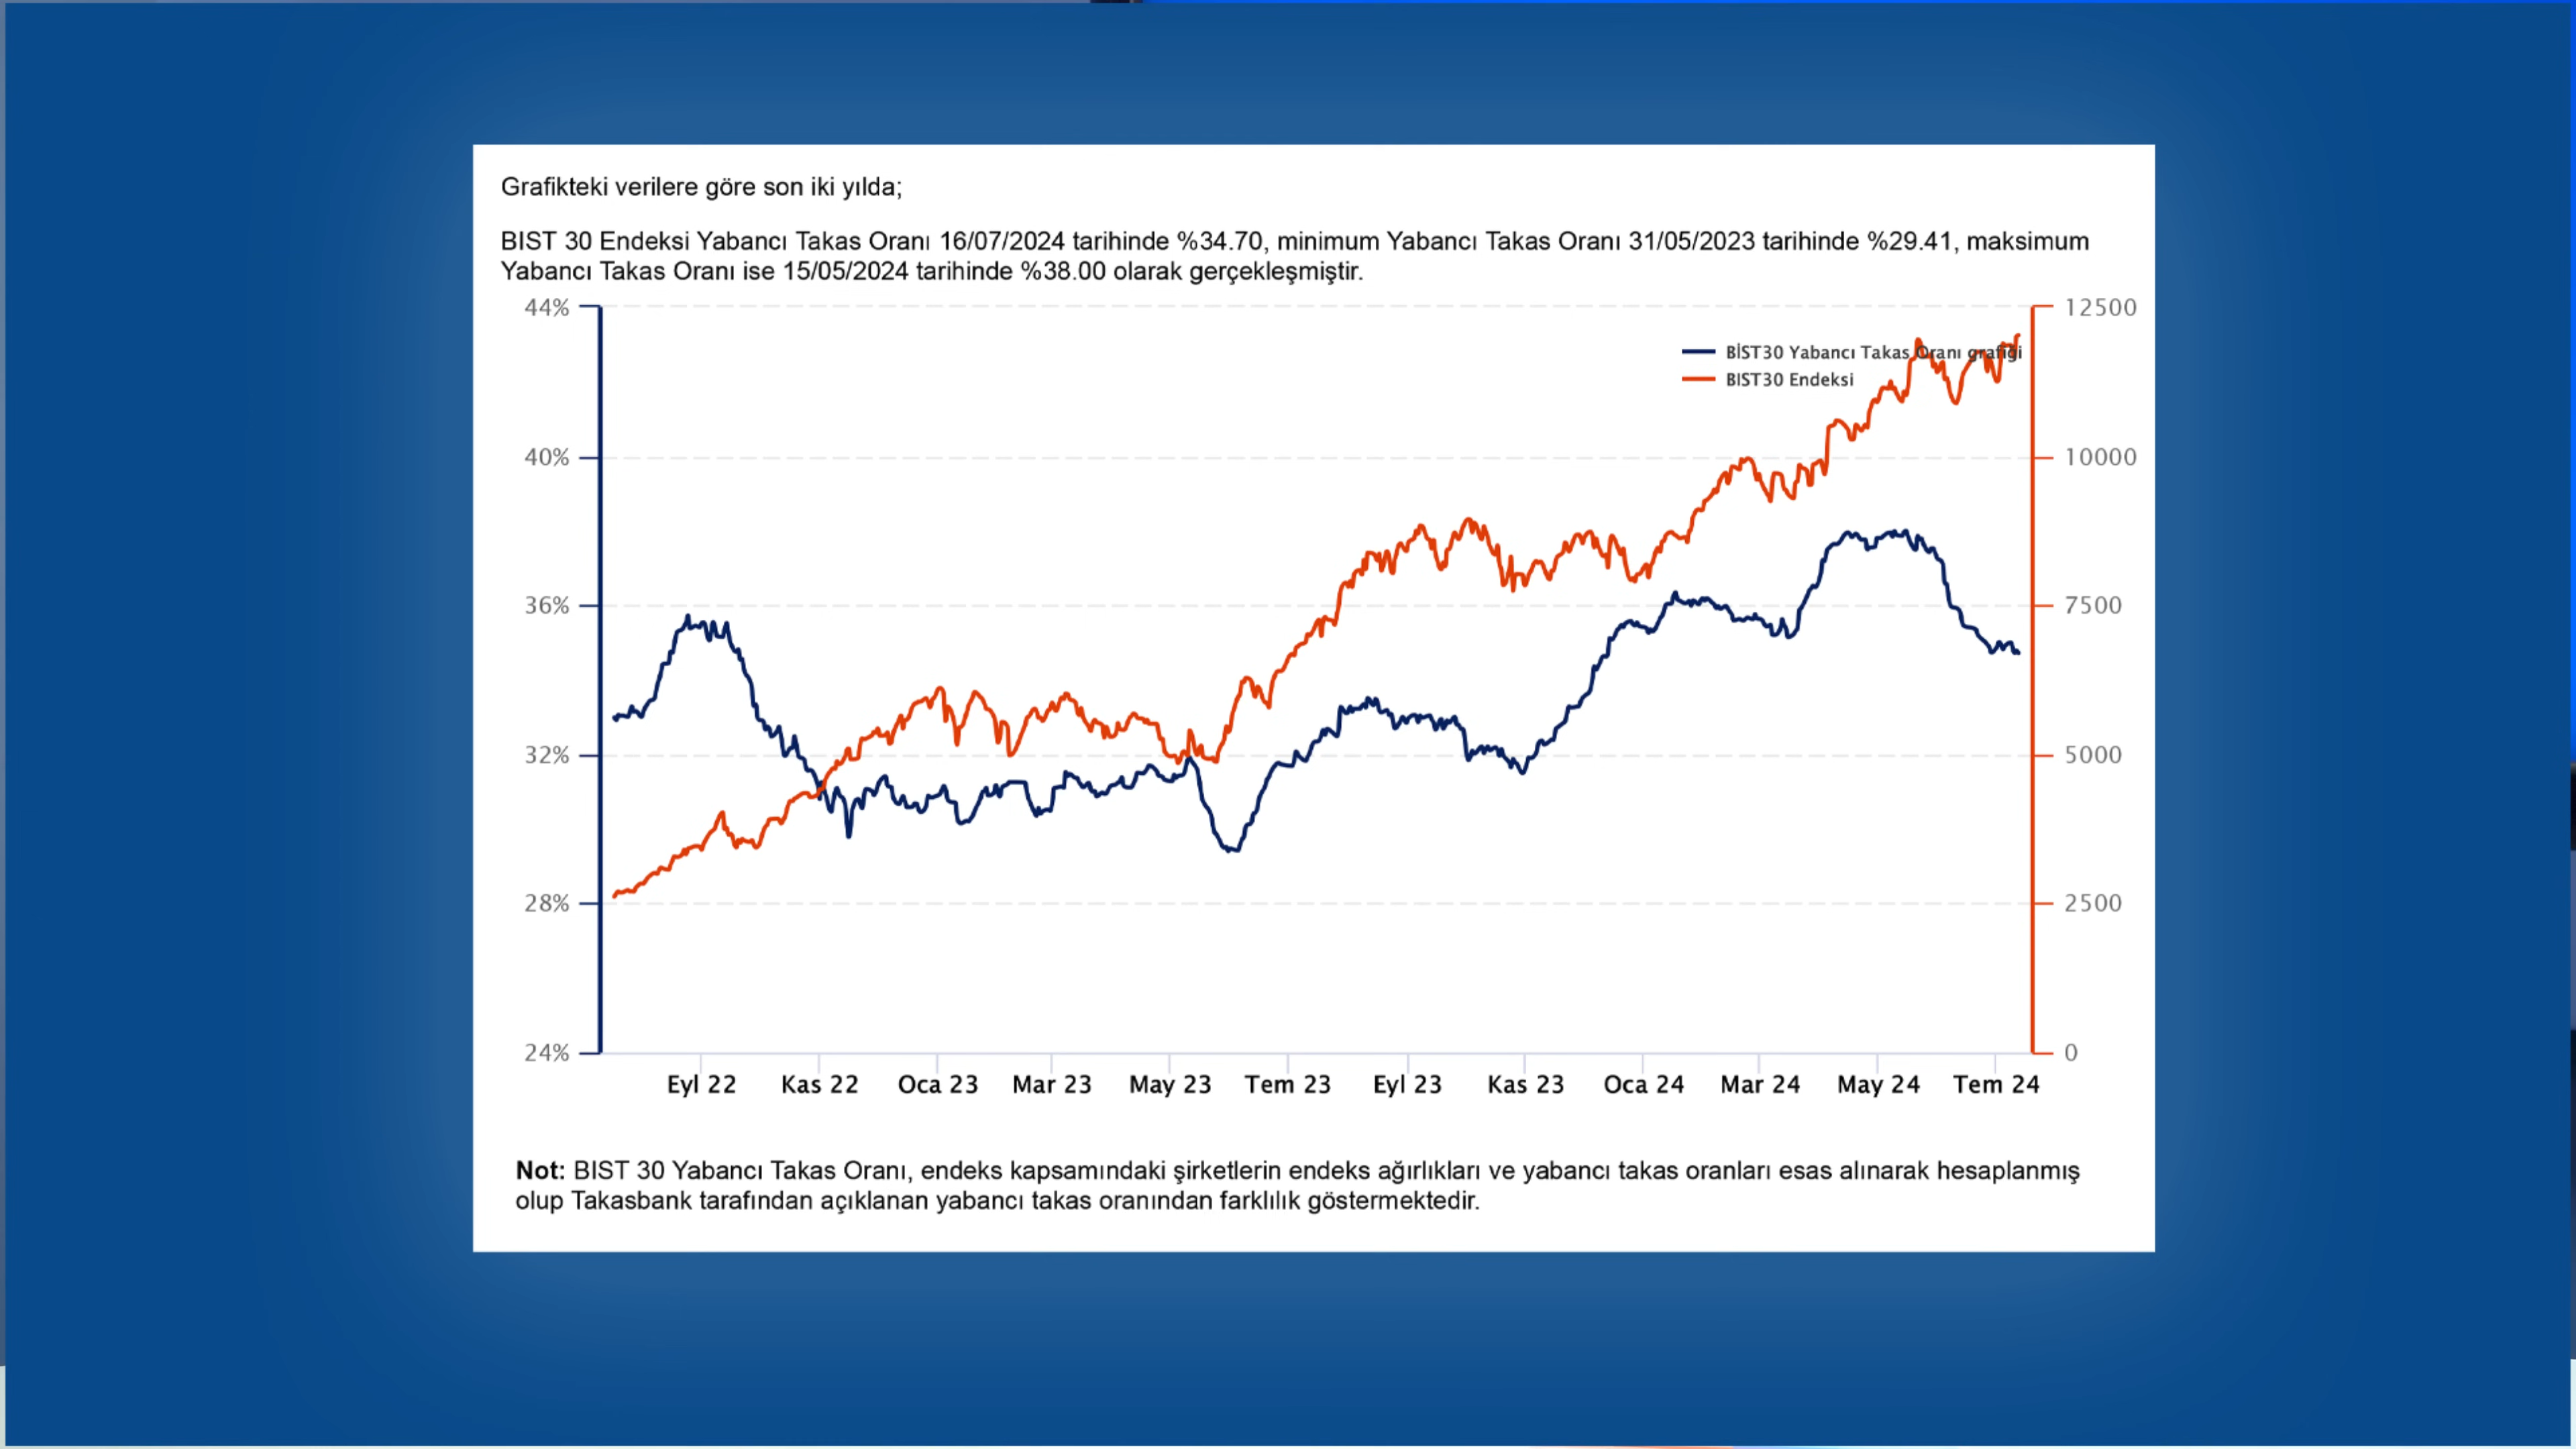 Grafikteki verilere göre son iki yılda;
BIST 30 Endeksi Yabancı Takas Oranı 16/07/2024 tarihinde %34.70, minimum Yabancı Takas Oranı 31/05/2023 tarihinde %29.41, maksimum
Yabancı Takas Oranı ise 15/05/2024 tarihinde %38.00 olarak gerçekleşmiştir.
44%
12500
BİST30 Yabancı Takas Oranı grafiği
BIST30 Endeksi
40%
10000
36%
7500
32%
5000
28%
2500
24%
0
Eyl 22 Kas 22 Oca 23 Mar 23 May 23 Tem 23 Eyl 23 Kas 23 Oca 24 Mar 24 May 24 Tem 24
Not: BIST 30 Yabancı Takas Oranı, endeks kapsamındaki şirketlerin endeks ağırlıkları ve yabancı takas oranları esas alınarak hesaplanmış
olup Takasbank tarafından açıklanan yabancı takas oranından farklılık göstermektedir.